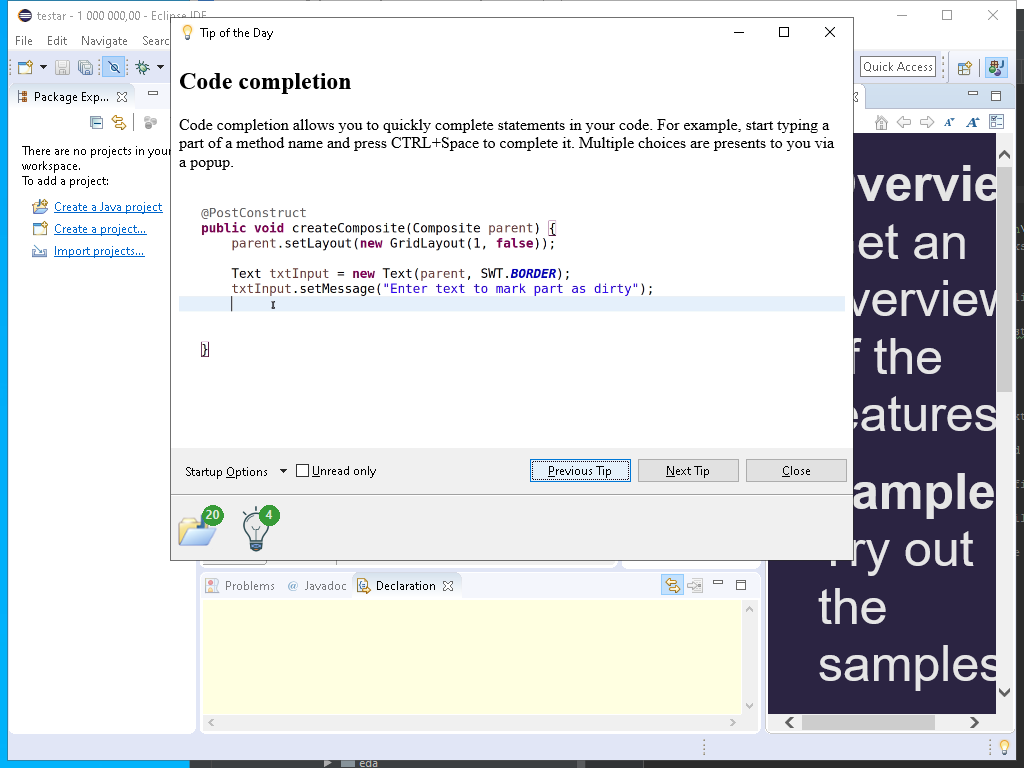 testar - 1 000 000,00 - Eclipse IDE
Tip of the Day
File Edit Navigate Searc
Quick Access
Package Exp...
Code completion
Code completion allows you to quickly complete statements in your code. For example, start typing a
part of a method name and press CTRL+Space to complete it. Multiple choices are presents to you via
a popup.
There are no projects in your
workspace.
To add a project:
Create a Java project
Create a project...
Import projects...
@PostConstruct
public void createComposite(Composite parent) {
parent.setLayout(new GridLayout(1, false));
Text txtInput = new Text(parent, SWT.BORDER);
txtInput.setMessage("Enter text to mark part as dirty");
}
Startup Options
Unread only
Previous Tip
Next Tip
Close
20
4
vervie
et an
verview
f the
eatures
ample
ry out
the
samples
Problems
@ Javadoc
Declaration
eda